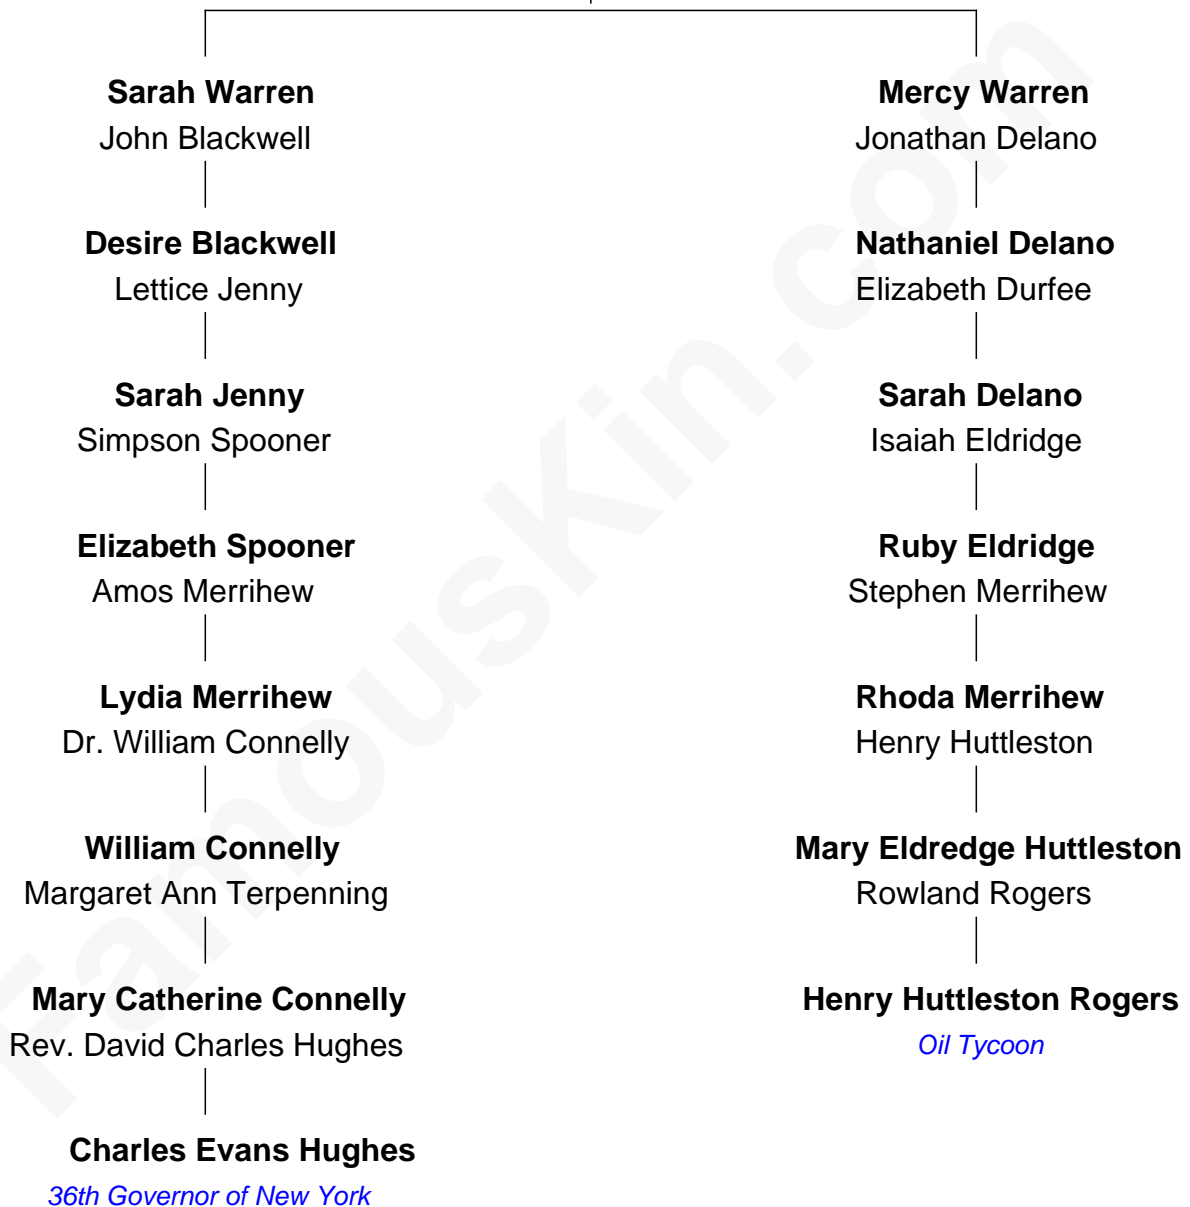 Sarah Warren
John Blackwell
Mercy Warren
Jonathan Delano
Desire Blackwell
Lettice Jenny
Nathaniel Delano
Elizabeth Durfee
Sarah Jenny
Simpson Spooner
Sarah Delano
Isaiah Eldridge
Elizabeth Spooner
Amos Merrihew
Ruby Eldridge
Stephen Merrihew
Lydia Merrihew
Dr. William Connelly
Rhoda Merrihew
Henry Huttleston
William Connelly
Margaret Ann Terpenning
Mary Eldredge Huttleston
Rowland Rogers
Mary Catherine Connelly
Rev. David Charles Hughes
Henry Huttleston Rogers
Oil Tycoon
Charles Evans Hughes
36th Governor of New York
FamousKin.com